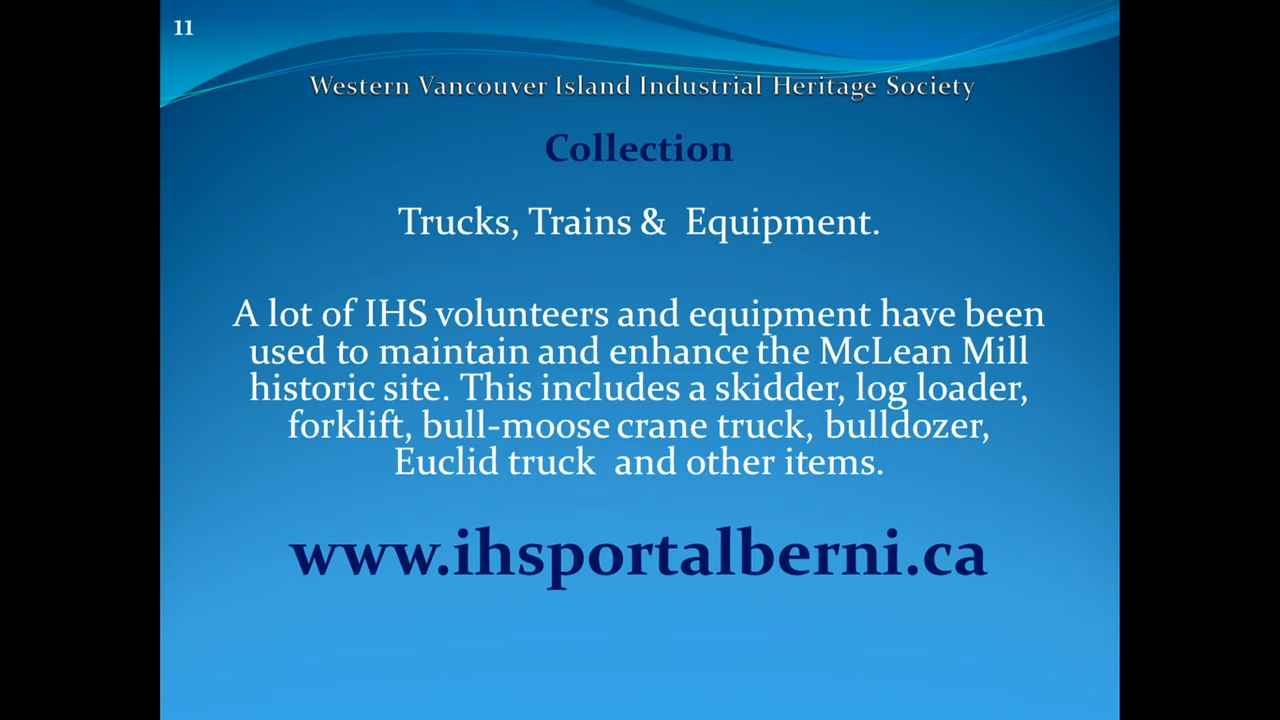 11
Western Vancouver Island Industrial Heritage Society
Collection
Trucks, Trains &  Equipment.
A lot of IHS volunteers and equipment have been
used to maintain and enhance the McLean Mill
historic site. This includes a skidder, log loader,
forklift, bull-moose crane truck, bulldozer,
Euclid truck  and other items.
www.ihsportalberni.ca